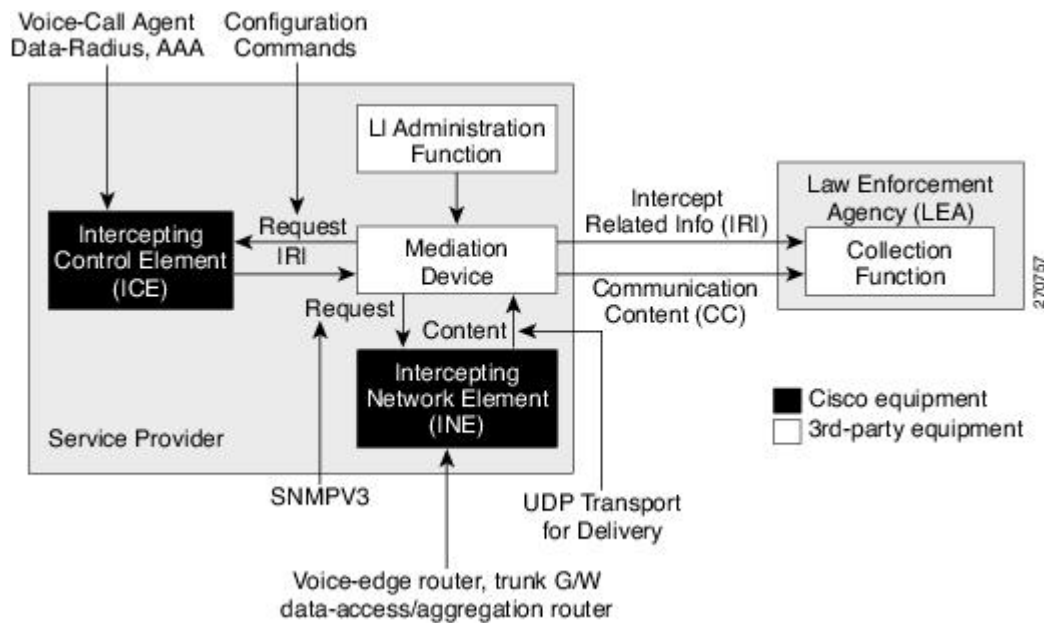 Voice-Call Agent
Data-Radius, AAA
Configuration
Commands
LI Administration
Function
Law Enforcement
Agency (LEA)
Intercept
Related Info (IRI)
Request
IRI
Intercepting
Control Element
(ICE)
Mediation
Device
Collection
Function
Communication
Content (CC)
Request
Content
Intercepting
Network Element
(INE)
Service Provider
Cisco equipment
3rd-party equipment
SNMPV3
UDP Transport
for Delivery
Voice-edge router, trunk G/W
data-access/aggregation router
270757